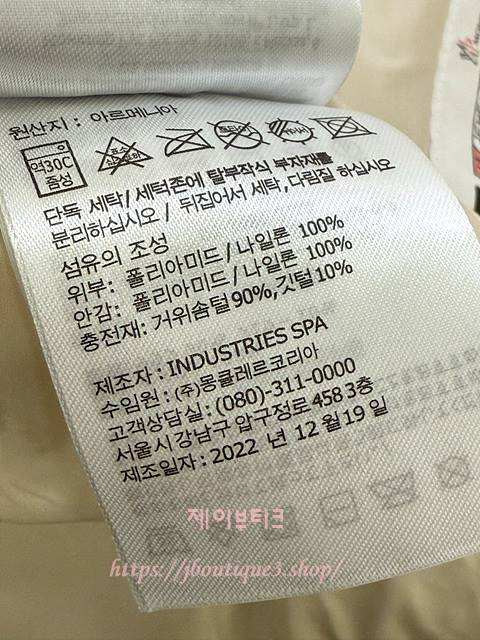 원산지 : 아르메니아
약30℃
중성
단독 세탁/ 세탁전에 탈부착식 부자재를
분리하십시오 / 뒤집어서 세탁,다림질 하십시오
섬유의 조성
위부: 폴리아미드/나일론 100%
안감: 폴리아미드/나일론 100%
충전재: 거위솜털90%,깃털10%
제조자 : INDUSTRIES SPA
수입원 : (주)몽클레르코리아
고객상담실: (080)-311-0000
서울시 강남구 압구정로 458 3층
제조일자 : 2022 년 12 월 19 일
제이브티크
https://jboutique3.shop/